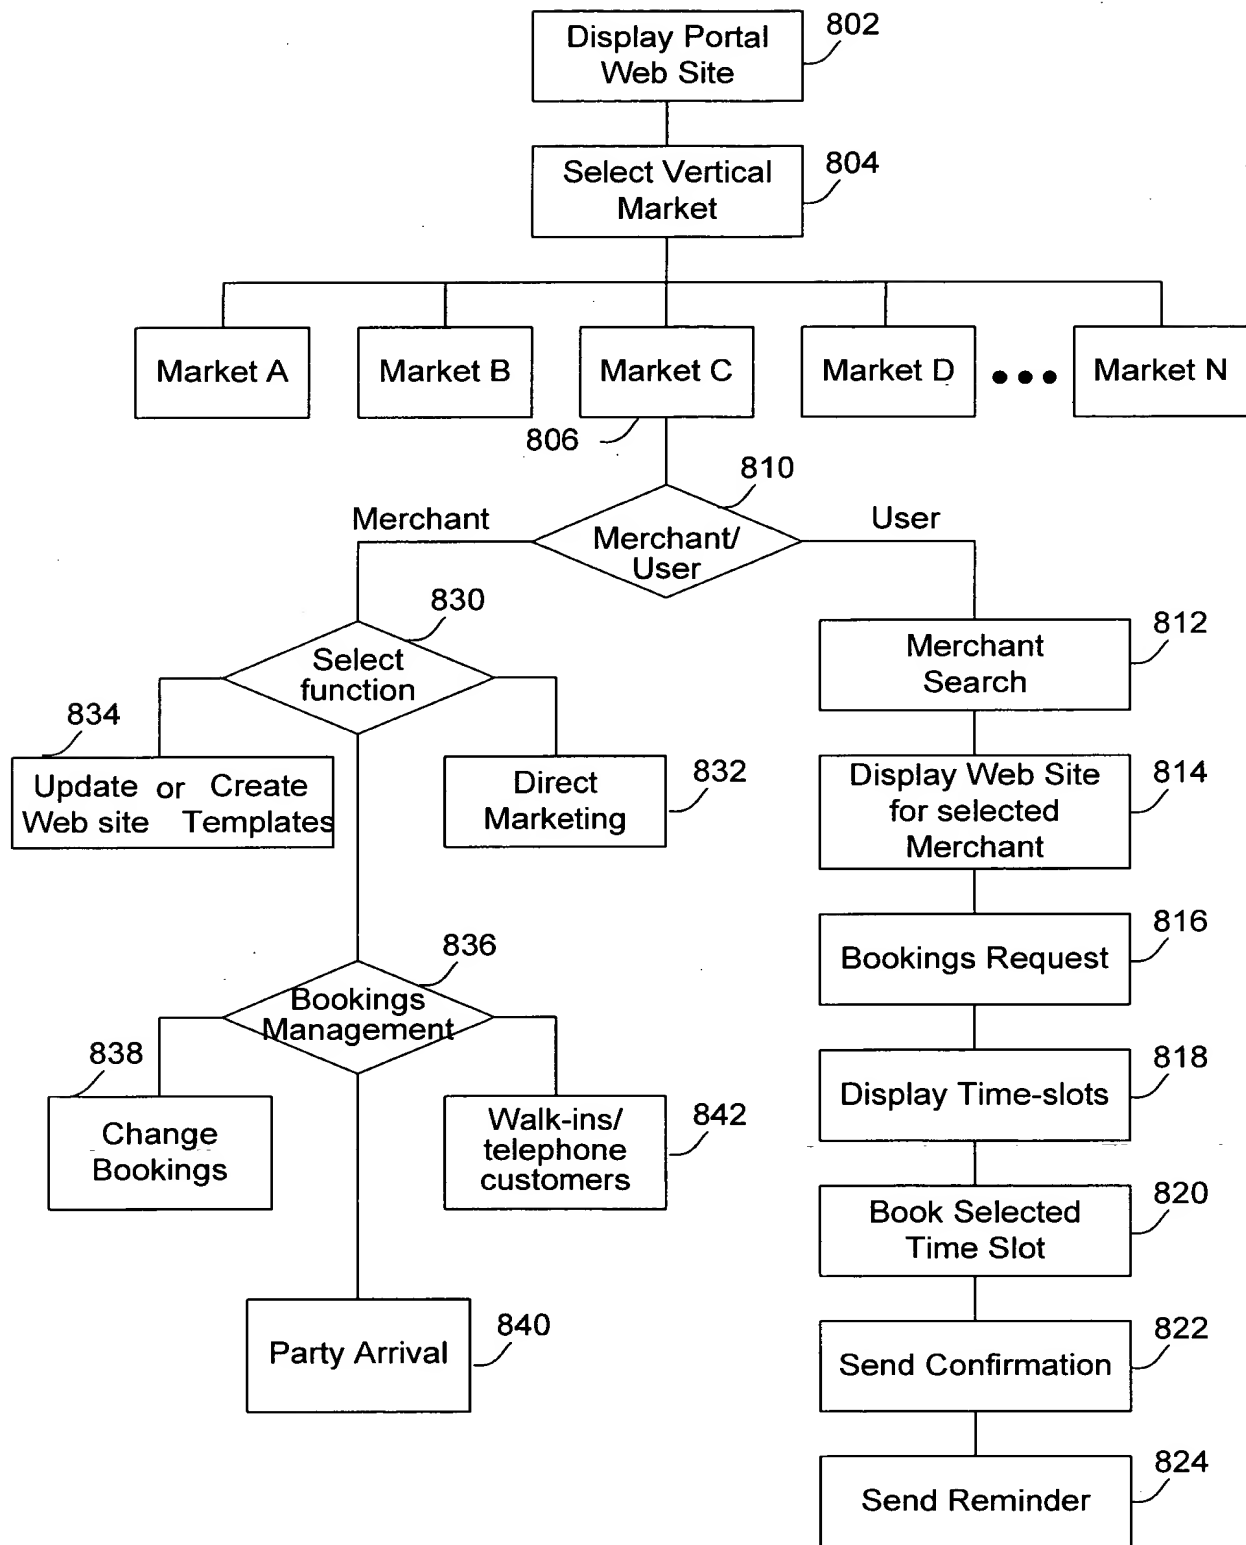 Display Portal
Web Site
802
Select Vertical
Market
804
Market A
Market B
Market C
Market D
Market N
806
810
Merchant
Merchant/
User
User
830
Select
function
812
Merchant
Search
834
Update or Create
Web site Templates
Direct
Marketing
832
Display Web Site
for selected
Merchant
814
Bookings Request
816
836
Bookings
Management
838
Change
Bookings
Walk-ins/
telephone
customers
842
Display Time-slots
818
Book Selected
Time Slot
820
Party Arrival
840
Send Confirmation
822
Send Reminder
824